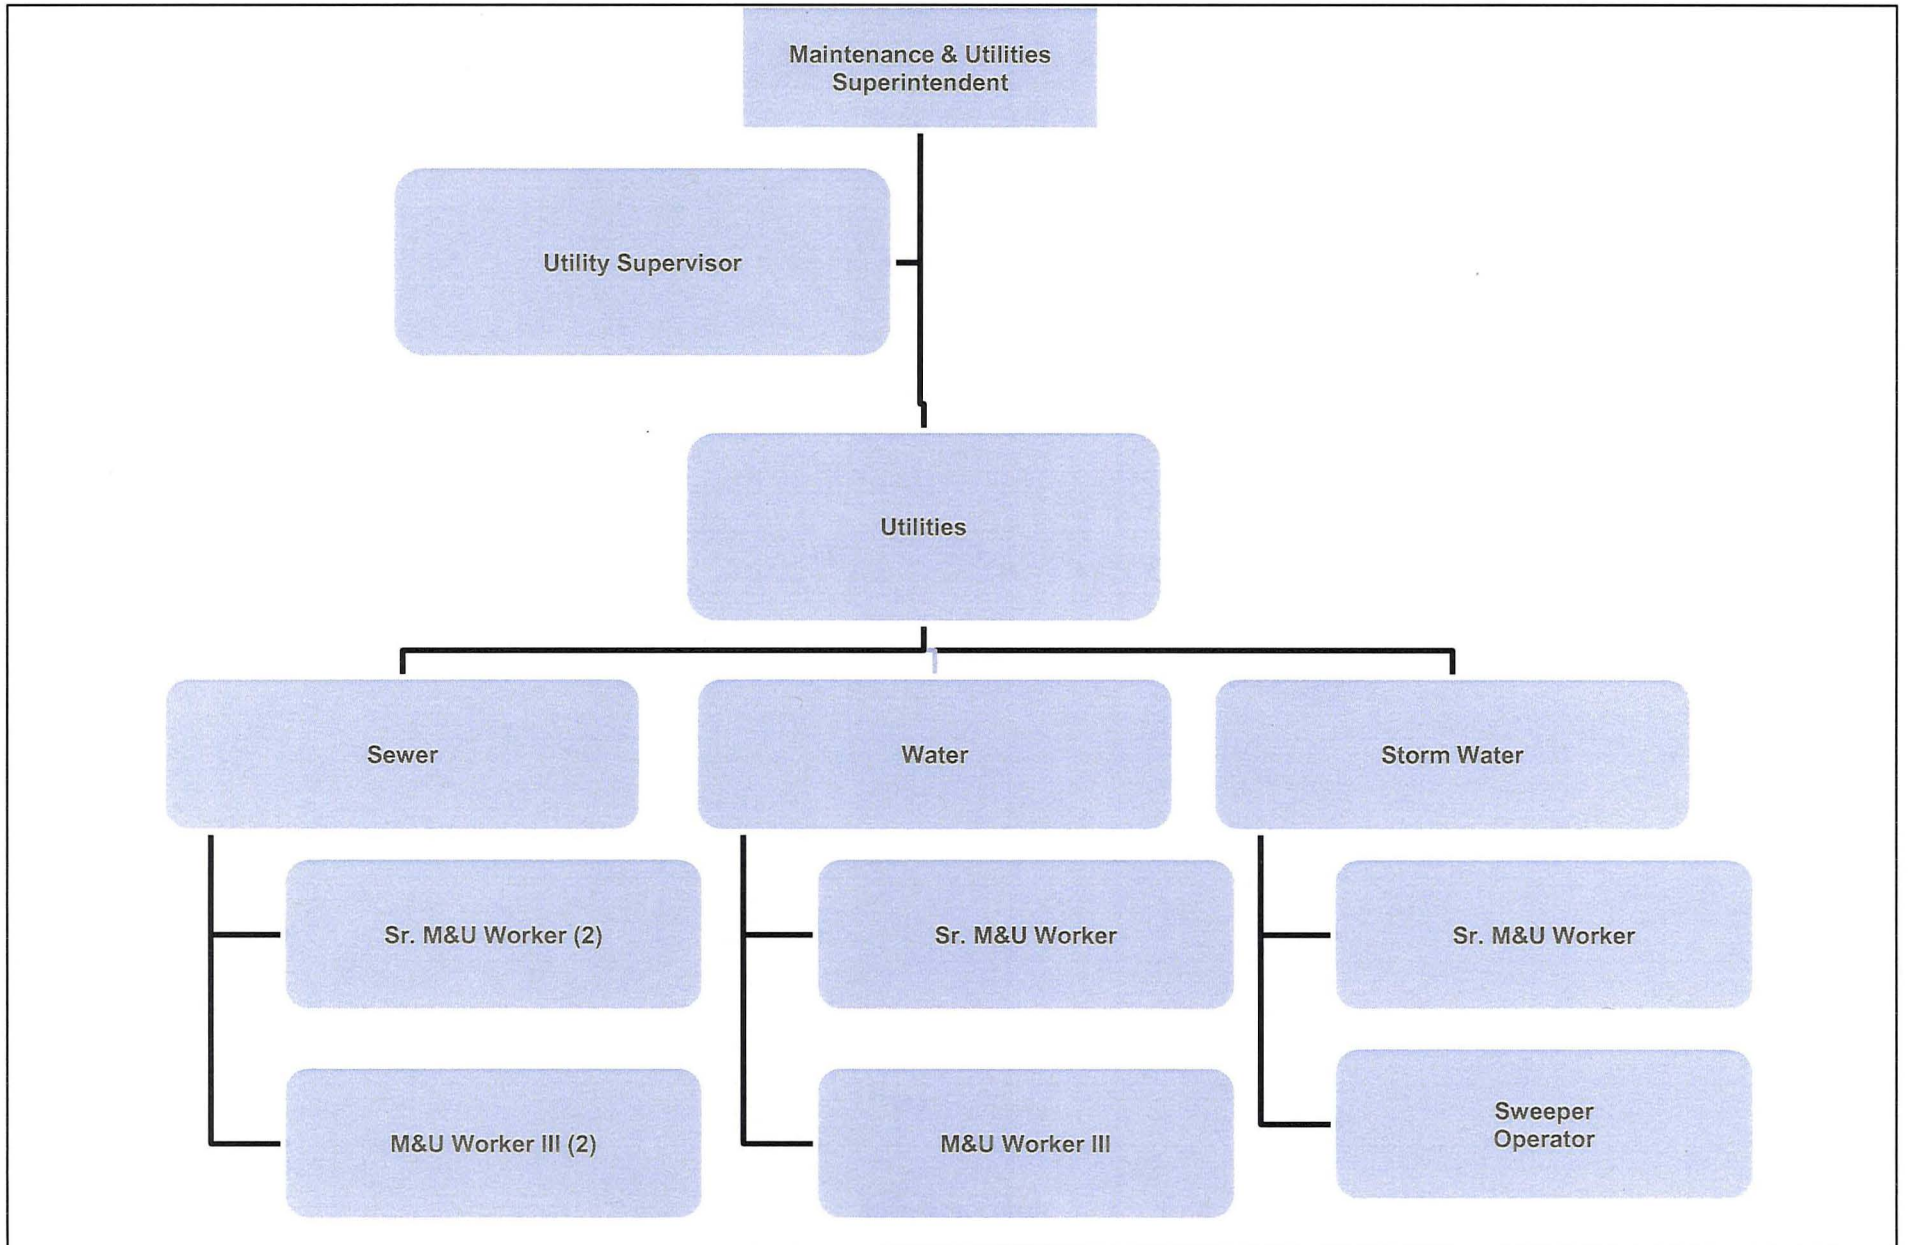 Maintenance & Utilities
Superintendent
Utility Supervisor
Utilities
Sewer
Water
Storm Water
Sr. M&U Worker (2)
Sr. M&U Worker
Sr. M&U Worker
M&U Worker III (2)
M&U Worker III
Sweeper
Operator